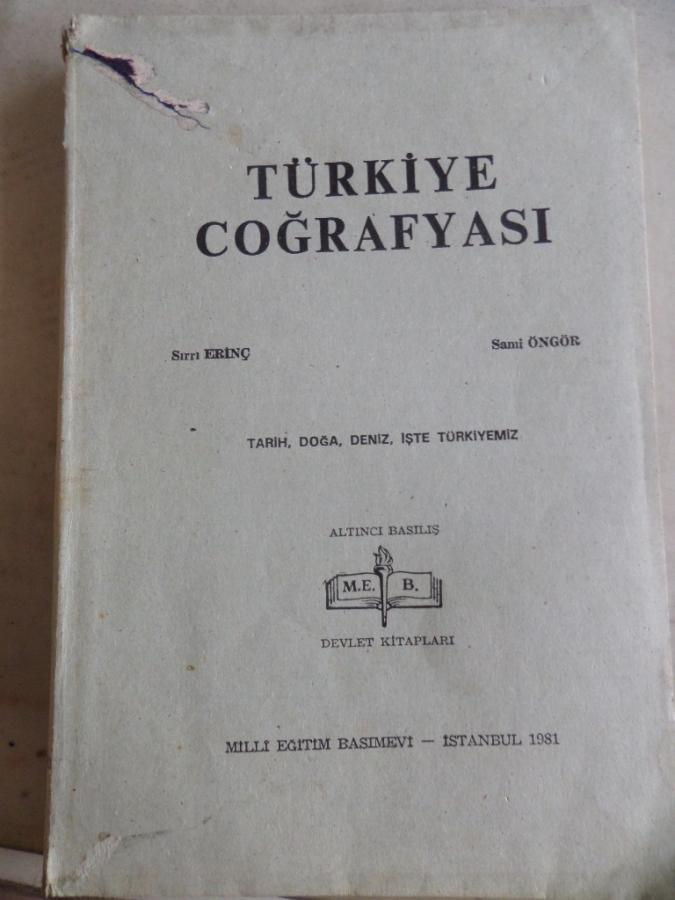 TÜRKİYE
COĞRAFYASI
Sırrı ERİNÇ
Sami ÖNGÖR
TARİH, DOĞA, DENİZ, İŞTE TÜRKİYEMİZ
ALTINCI BASILIŞ
M.E. B.
DEVLET KİTAPLARI
MİLLİ EĞİTİM BASIMEVİ — İSTANBUL 1981